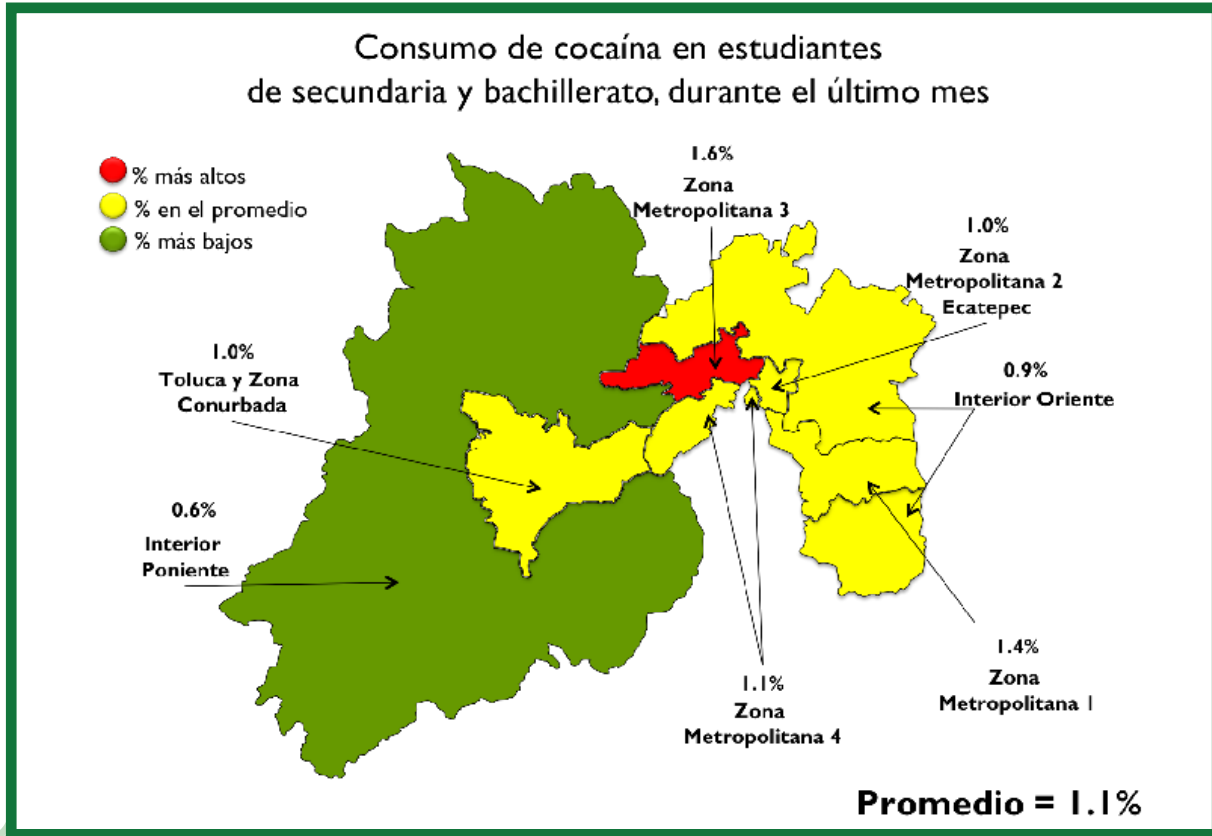 Consumo de cocaína en estudiantes
de secundaria y bachillerato, durante el último mes
% más altos
% en el promedio
% más bajos
1.6%
Zona
Metropolitana 3
1.0%
Zona
Metropolitana 2
Ecatepec
1.0%
Toluca y Zona
Conurbada
0.9%
Interior Oriente
0.6%
Interior
Poniente
1.4%
Zona
Metropolitana 1
1.1%
Zona
Metropolitana 4
Promedio = 1.1%